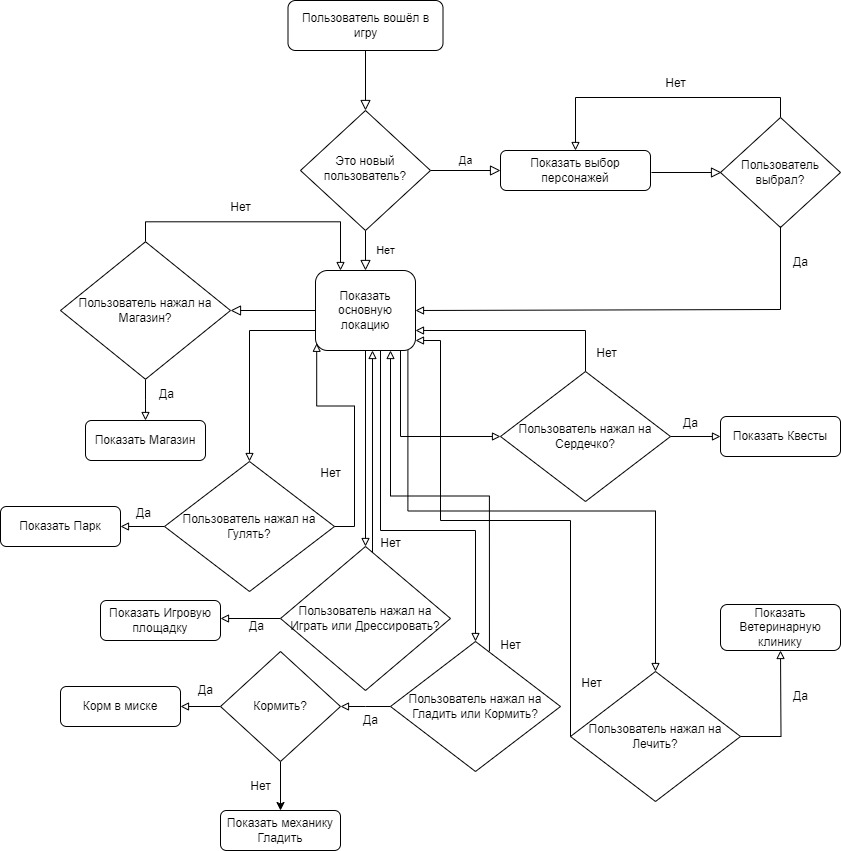 Пользователь вошёл в
игру
Нет
Это новый
пользователь?
Да
Показать выбор
персонажей
Пользователь
выбрал?
Нет
Нет
Да
Показать
основную
локацию
Пользователь нажал на
Магазин?
Да
Показать Магазин
Нет
Пользователь нажал на
Сердечко?
Да
Показать Квесты
Нет
Пользователь нажал на
Гулять?
Да
Показать Парк
Нет
Пользователь нажал на
Играть или Дрессировать?
Да
Показать Игровую
площадку
Показать
Ветеринарную
клинику
Нет
Пользователь нажал на
Гладить или Кормить?
Да
Кормить?
Да
Корм в миске
Нет
Пользователь нажал на
Лечить?
Да
Нет
Показать механику
Гладить